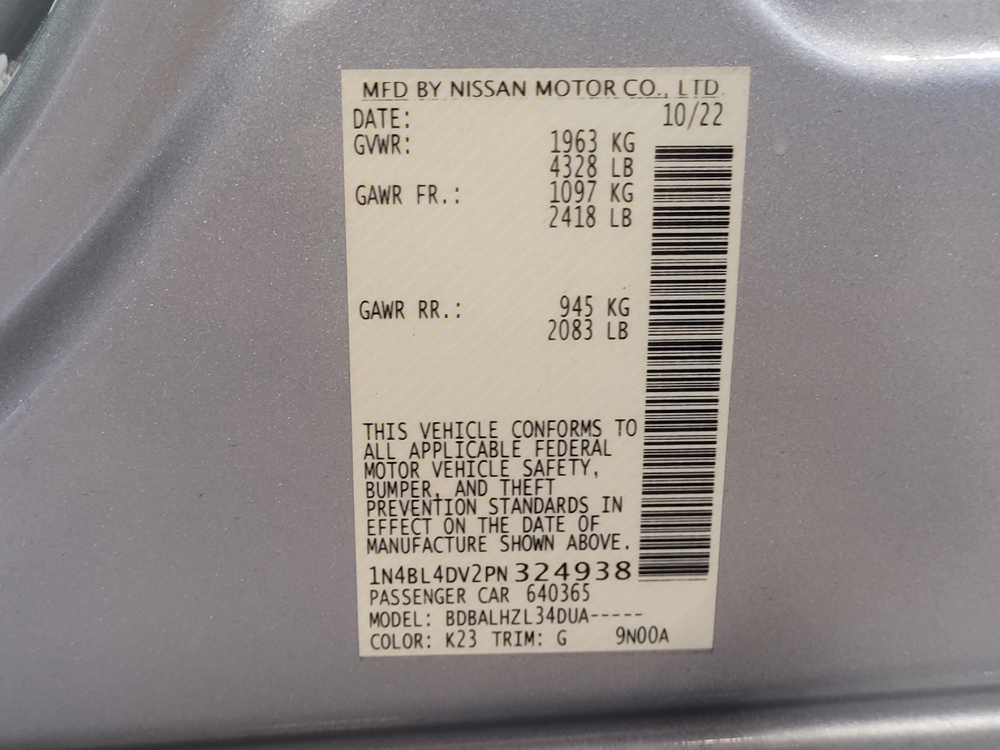 MFD BY NISSAN MOTOR CO., LTD.
DATE: 10/22
GVWR: 1963 KG
4328 LB
GAWR FR.: 1097 KG
2418 LB
GAWR RR.: 945 KG
2083 LB
THIS VEHICLE CONFORMS TO
ALL APPLICABLE FEDERAL
MOTOR VEHICLE SAFETY,
BUMPER, AND THEFT
PREVENTION STANDARDS IN
EFFECT ON THE DATE OF
MANUFACTURE SHOWN ABOVE.
1N4BL4DV2PN324938
PASSENGER CAR 640365
MODEL: BDBALHZL34DUA-----
COLOR: K23 TRIM: G 9N00A